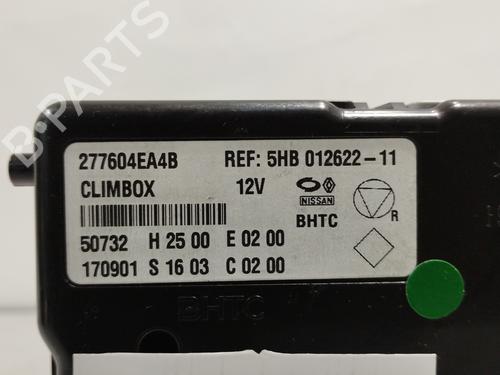 B-PARTS
277604EA4B REF: 5HB 012622-11
CLIMBOX 12V
NISSAN
BHTC
R
50732 H 25 00 E 02 00
170901 S 16 03 C 02 00
BHTC